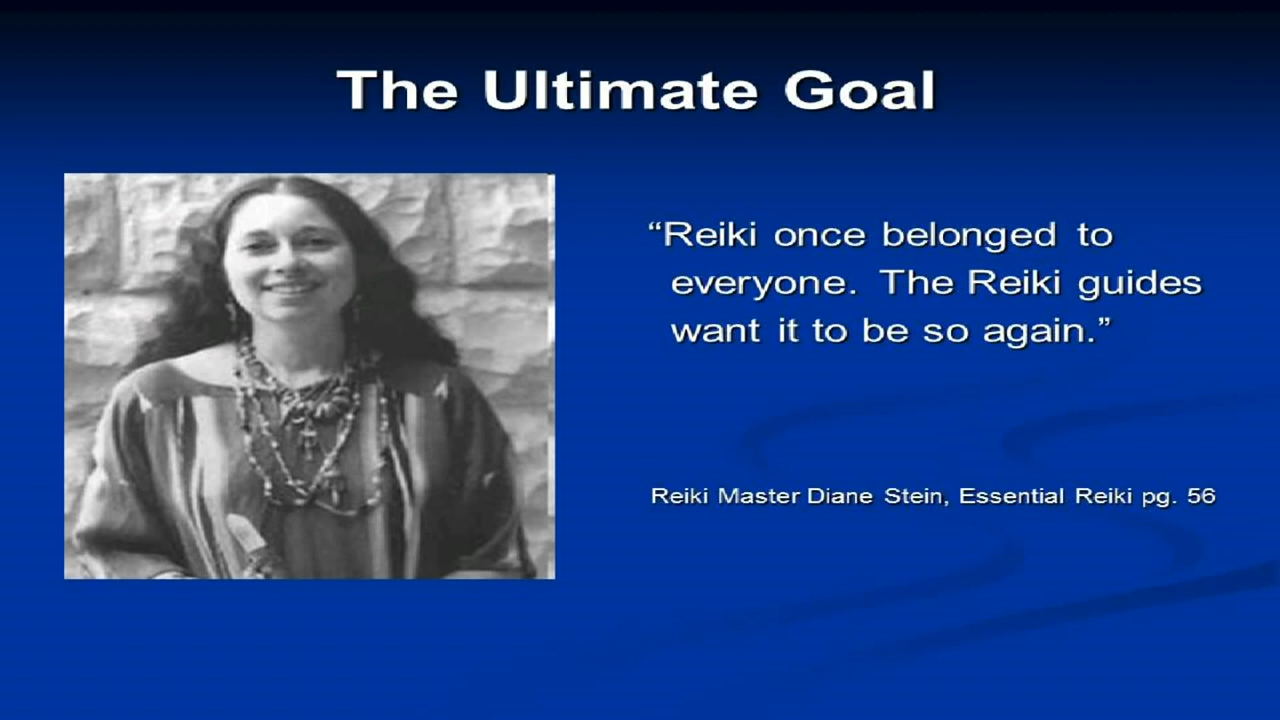 The Ultimate Goal
“Reiki once belonged to
everyone. The Reiki guides
want it to be so again.”
Reiki Master Diane Stein, Essential Reiki pg. 56